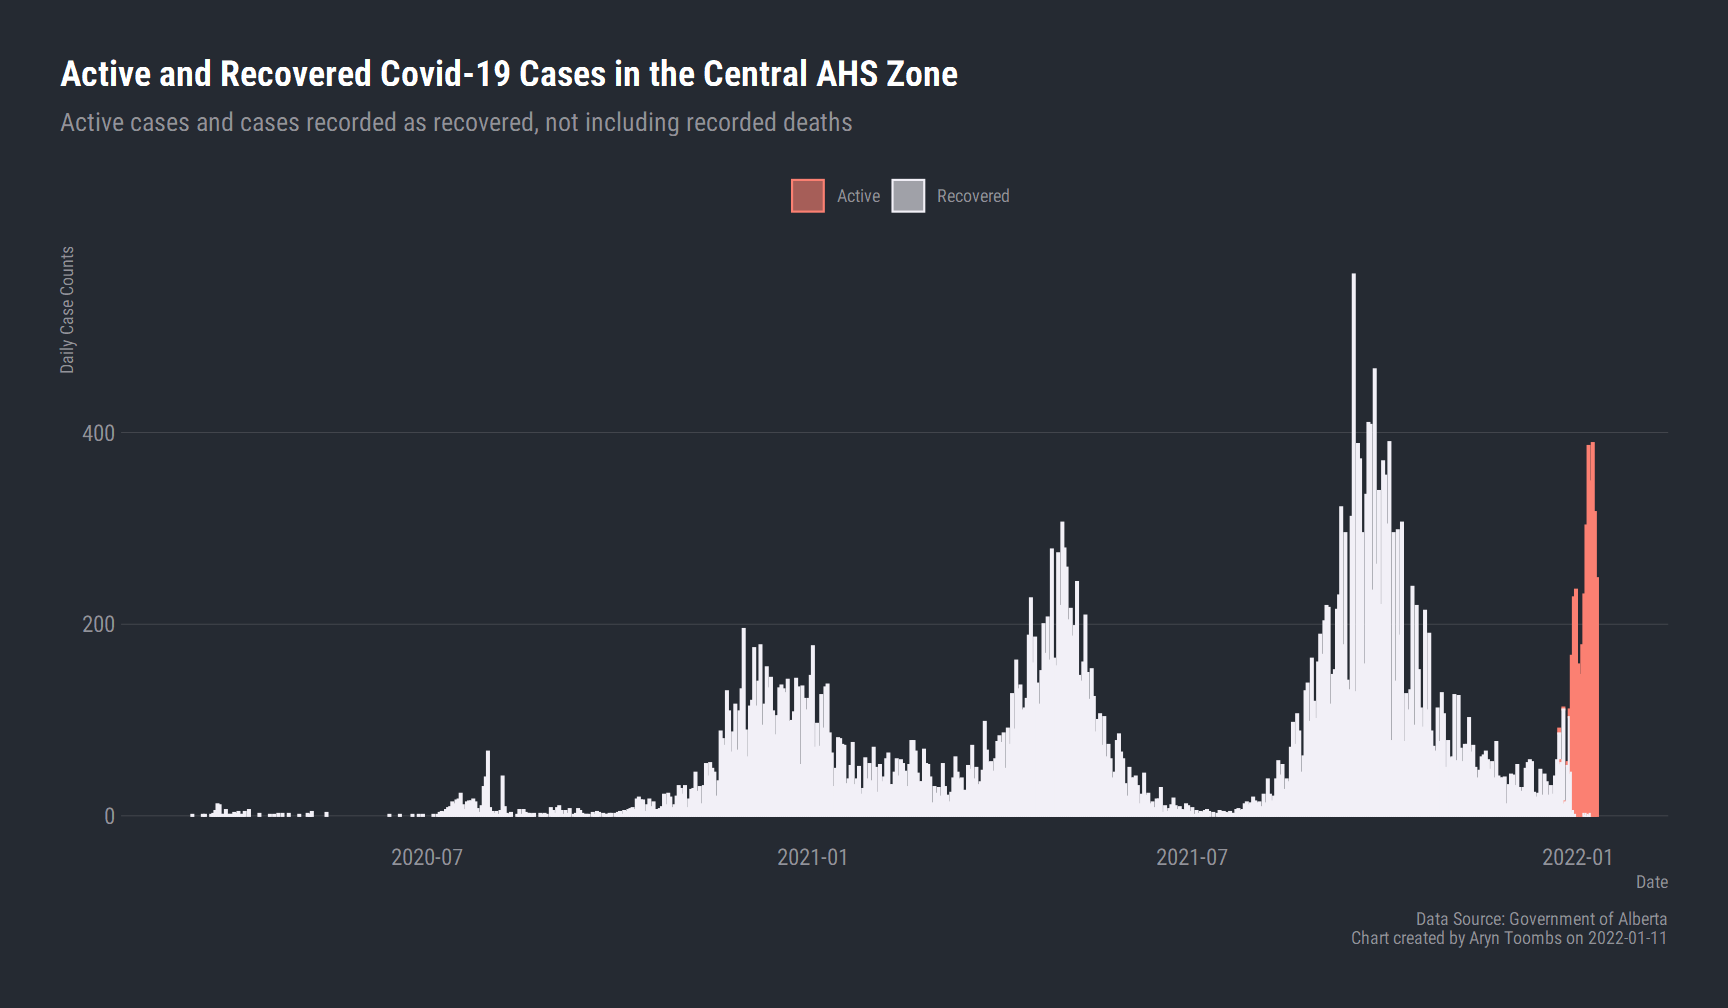 Active and Recovered Covid-19 Cases in the Central AHS Zone
Active cases and cases recorded as recovered, not including recorded deaths
Active
Recovered
Daily Case Counts
400
200
0
2020-07
2021-01
2021-07
2022-01
Date
Data Source: Government of Alberta
Chart created by Aryn Toombs on 2022-01-11